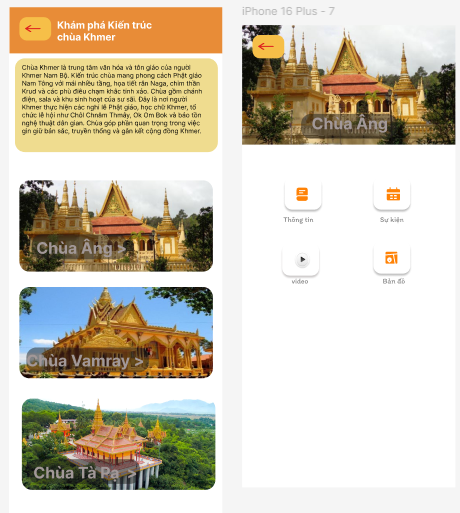 iPhone 16 Plus - 7
Khám phá Kiến trúc
chùa Khmer
Chùa Khmer là trung tâm văn hóa và tôn giáo của người
Khmer Nam Bộ. Kiến trúc chùa mang phong cách Phật giáo
Nam Tông với mái nhiều tầng, họa tiết rắn Naga, chim thần
Krud và các phù điêu chạm khắc tinh xảo. Chùa gồm chánh
điện, sala và khu sinh hoạt của sư sãi. Đây là nơi người
Khmer thực hiện các nghi lễ Phật giáo, học chữ Khmer, tổ
chức lễ hội như Chôl Chnăm Thmây, Ok Om Bok và bảo tồn
nghệ thuật dân gian. Chùa góp phần quan trọng trong việc
gìn giữ bản sắc, truyền thống và gắn kết cộng đồng Khmer.
Chùa Âng >
Chùa Vamray >
Chùa Tà Pạ >
Chùa Âng
Thông tin
Sự kiện
video
Bản đồ